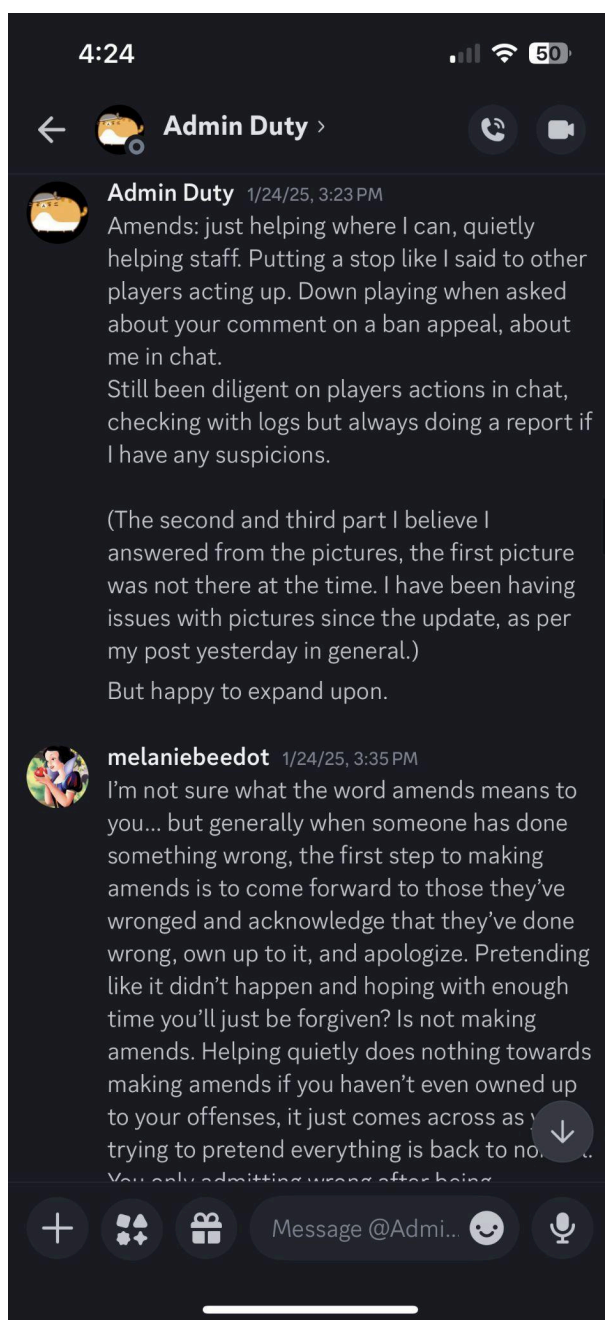 4:24
50
Admin Duty ›
Admin Duty 1/24/25, 3:23 PM
Amends: just helping where I can, quietly
helping staff. Putting a stop like I said to other
players acting up. Down playing when asked
about your comment on a ban appeal, about
me in chat.
Still been diligent on players actions in chat,
checking with logs but always doing a report if
I have any suspicions.
(The second and third part I believe I
answered from the pictures, the first picture
was not there at the time. I have been having
issues with pictures since the update, as per
my post yesterday in general.)
But happy to expand upon.
melaniebeedot 1/24/25, 3:35 PM
I'm not sure what the word amends means to
you... but generally when someone has done
something wrong, the first step to making
amends is to come forward to those they've
wronged and acknowledge that they've done
wrong, own up to it, and apologize. Pretending
like it didn't happen and hoping with enough
time you'll just be forgiven? Is not making
amends. Helping quietly does nothing towards
making amends if you haven't even owned up
to your offenses, it just comes across as
trying to pretend everything is back to
You only admitting wrong after being
Message @Admi...